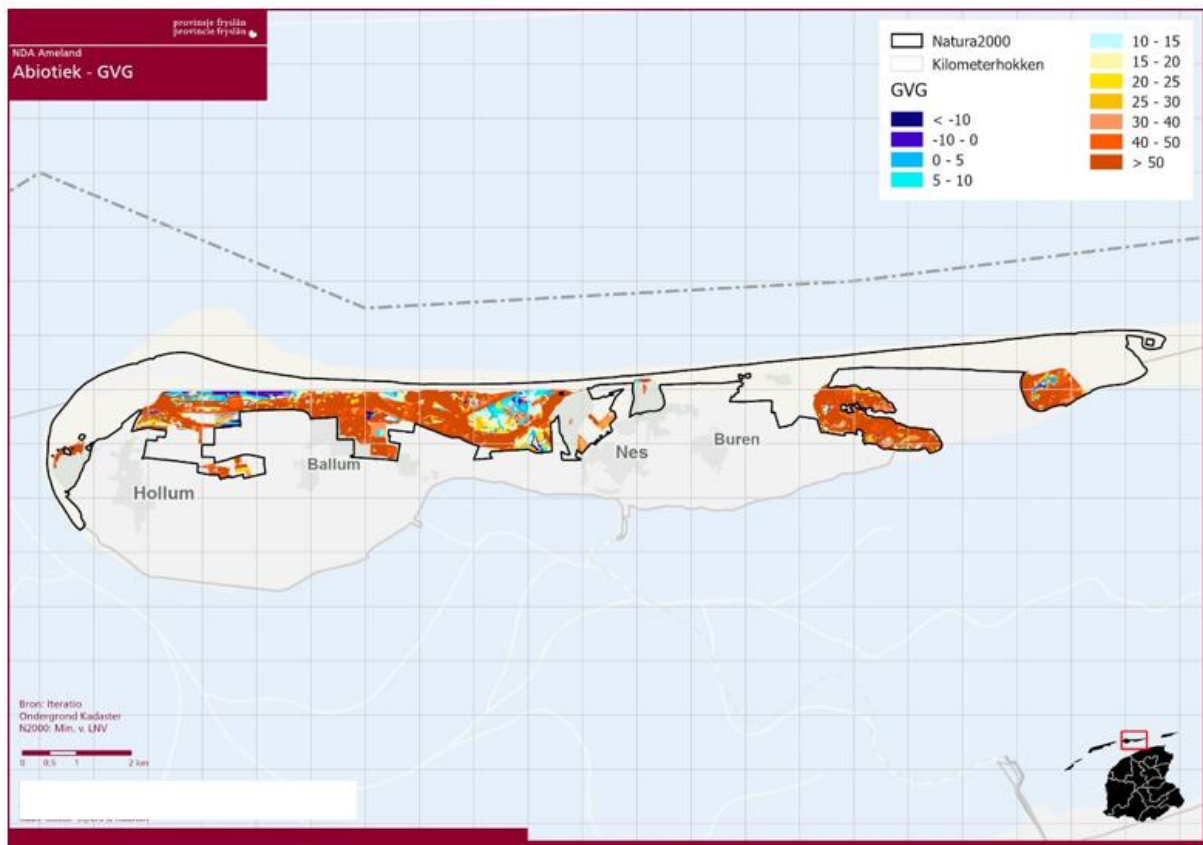 provinsje fryslân
provincie fryslân
NDA Ameland
Abiotiek - GVG
Natura2000
Kilometerhokken
GVG
< -10
-10 - 0
0 - 5
5 - 10
10 - 15
15 - 20
20 - 25
25 - 30
30 - 40
40 - 50
> 50
Hollum
Ballum
Nes
Buren
Bron: Iteratio
Ondergrond Kadaster
N2000: Min. v. LNV
0 0,5 1 2 km